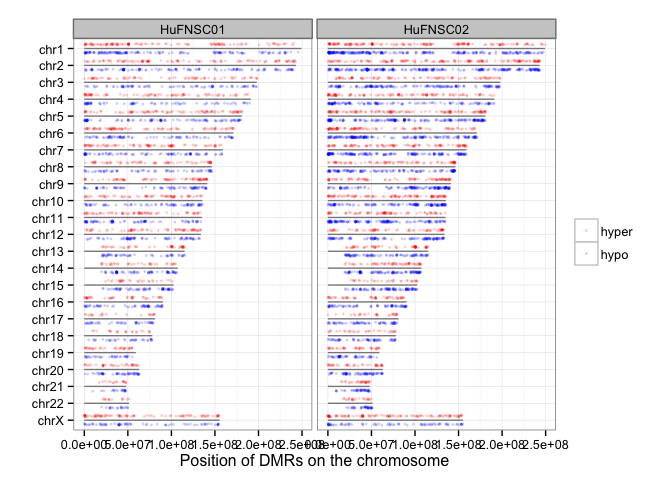 HuFNSC01 HuFNSC02
chr1
chr2
chr3
chr4
chr5
chr6
chr7
chr8
chr9
chr10
chr11
chr12
chr13
chr14
chr15
chr16
chr17
chr18
chr19
chr20
chr21
chr22
chrX
hyper
hypo
0.0e+00 5.0e+07 1.0e+08 1.5e+08 2.0e+08 2.5e+08 0.0e+00 5.0e+07 1.0e+08 1.5e+08 2.0e+08 2.5e+08
Position of DMRs on the chromosome